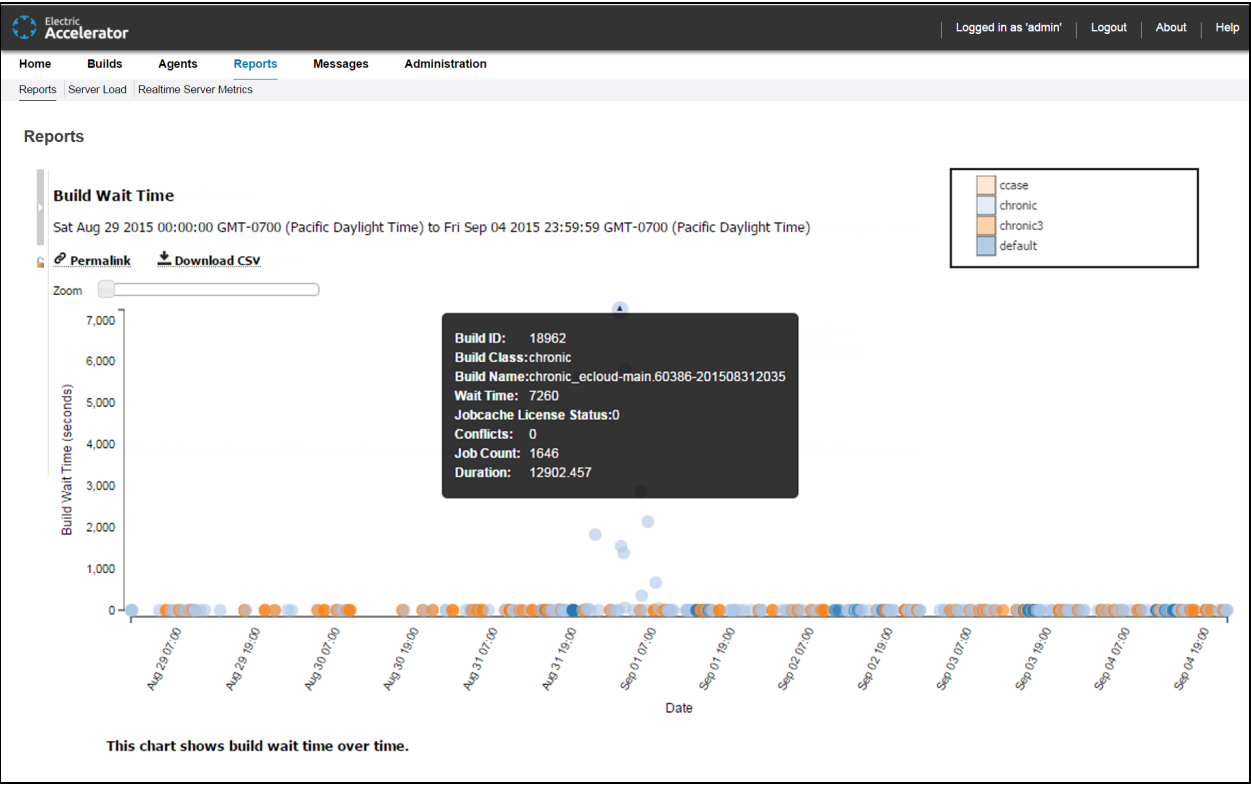 Electric
Accelerator
Logged in as 'admin' Logout About Help
Home Builds Agents Reports Messages Administration
Reports Server Load Realtime Server Metrics
Reports
Build Wait Time
Sat Aug 29 2015 00:00:00 GMT-0700 (Pacific Daylight Time) to Fri Sep 04 2015 23:59:59 GMT-0700 (Pacific Daylight Time)
Permalink Download CSV
Zoom
ccase
chronic
chronic3
default
Build Wait Time (seconds)
7,000
6,000
5,000
4,000
3,000
2,000
1,000
0
Build ID: 18962
Build Class:chronic
Build Name:chronic_ecloud-main.60386-201508312035
Wait Time: 7260
Jobcache License Status:0
Conflicts: 0
Job Count: 1646
Duration: 12902.457
Aug 29 07:00
Aug 29 19:00
Aug 30 07:00
Aug 30 19:00
Aug 31 07:00
Aug 31 19:00
Sep 01 07:00
Sep 01 19:00
Sep 02 07:00
Sep 02 19:00
Sep 03 07:00
Sep 03 19:00
Sep 04 07:00
Sep 04 19:00
Date
This chart shows build wait time over time.